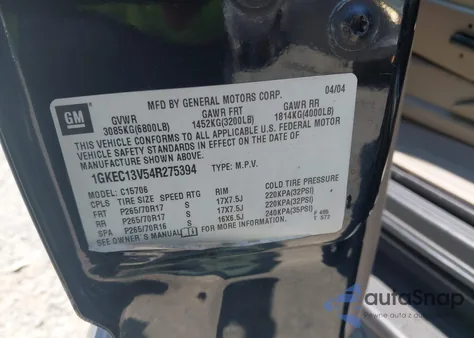 GM
MFD BY GENERAL MOTORS CORP. 04/04
GVWR GAWR FRT GAWR RR
3085KG(6800LB) 1452KG(3200LB) 1814KG(4000LB)
THIS VEHICLE CONFORMS TO ALL APPLICABLE U.S. FEDERAL MOTOR
VEHICLE SAFETY STANDARDS IN EFFECT ON THE DATE OF
MANUFACTURE SHOWN ABOVE.
1GKEC13V54R275394 TYPE: M.P.V.
MODEL: C15706
CPLS TIRE SIZE SPEED RTG RIM COLD TIRE PRESSURE
FRT P265/70R17 S 17X7.5J 220KPA(32PSI)
RR P265/70R17 S 17X7.5J 220KPA(32PSI)
SPA P265/70R16 S 16X6.5J 240KPA(35PSI)
SEE OWNER'S MANUAL FOR MORE INFORMATION.
autaSnap